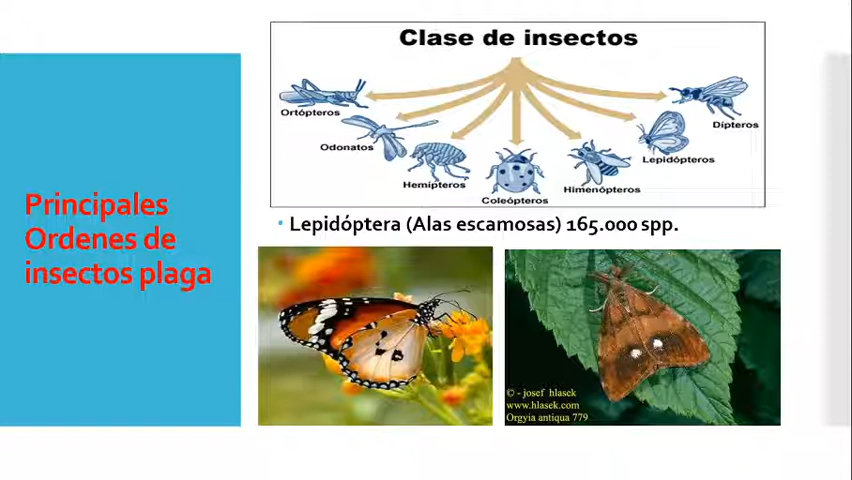 Clase de insectos
Ortópteros
Odonatos
Hemípteros
Coleópteros
Himenópteros
Lepidópteros
Dípteros
Principales
Ordenes de
insectos plaga
• Lepidóptera (Alas escamosas) 165.000 spp.
© - josef hlasek
www.hlasek.com
Orgyia antiqua 779